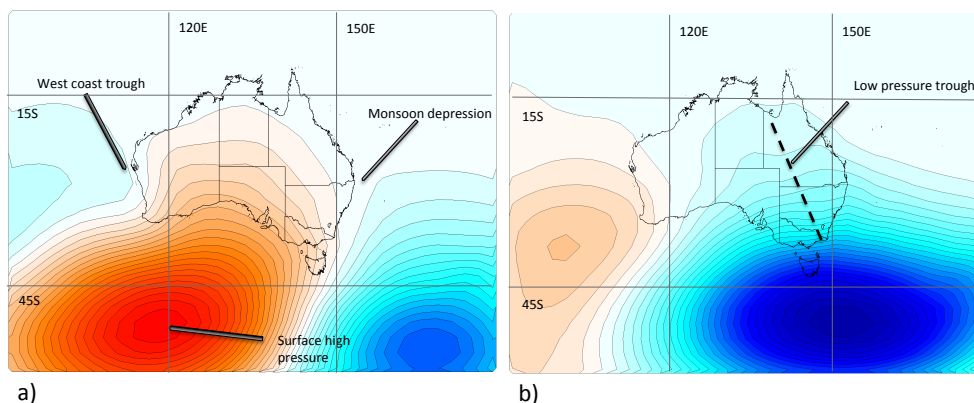 120E
150E
West coast trough
15S
Monsoon depression
45S
Surface high
pressure
a)
120E
150E
Low pressure trough
15S
45S
b)